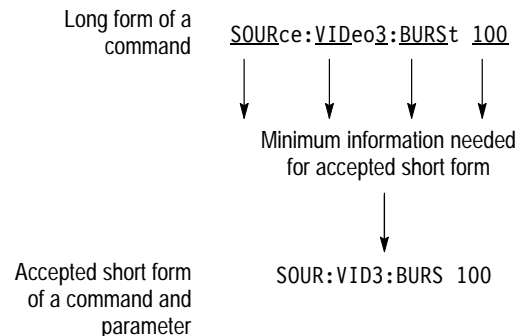 Long form of a
command
SOURce:VIDeo3:BURSt 100
Minimum information needed
for accepted short form
Accepted short form
of a command and
parameter
SOUR:VID3:BURS 100